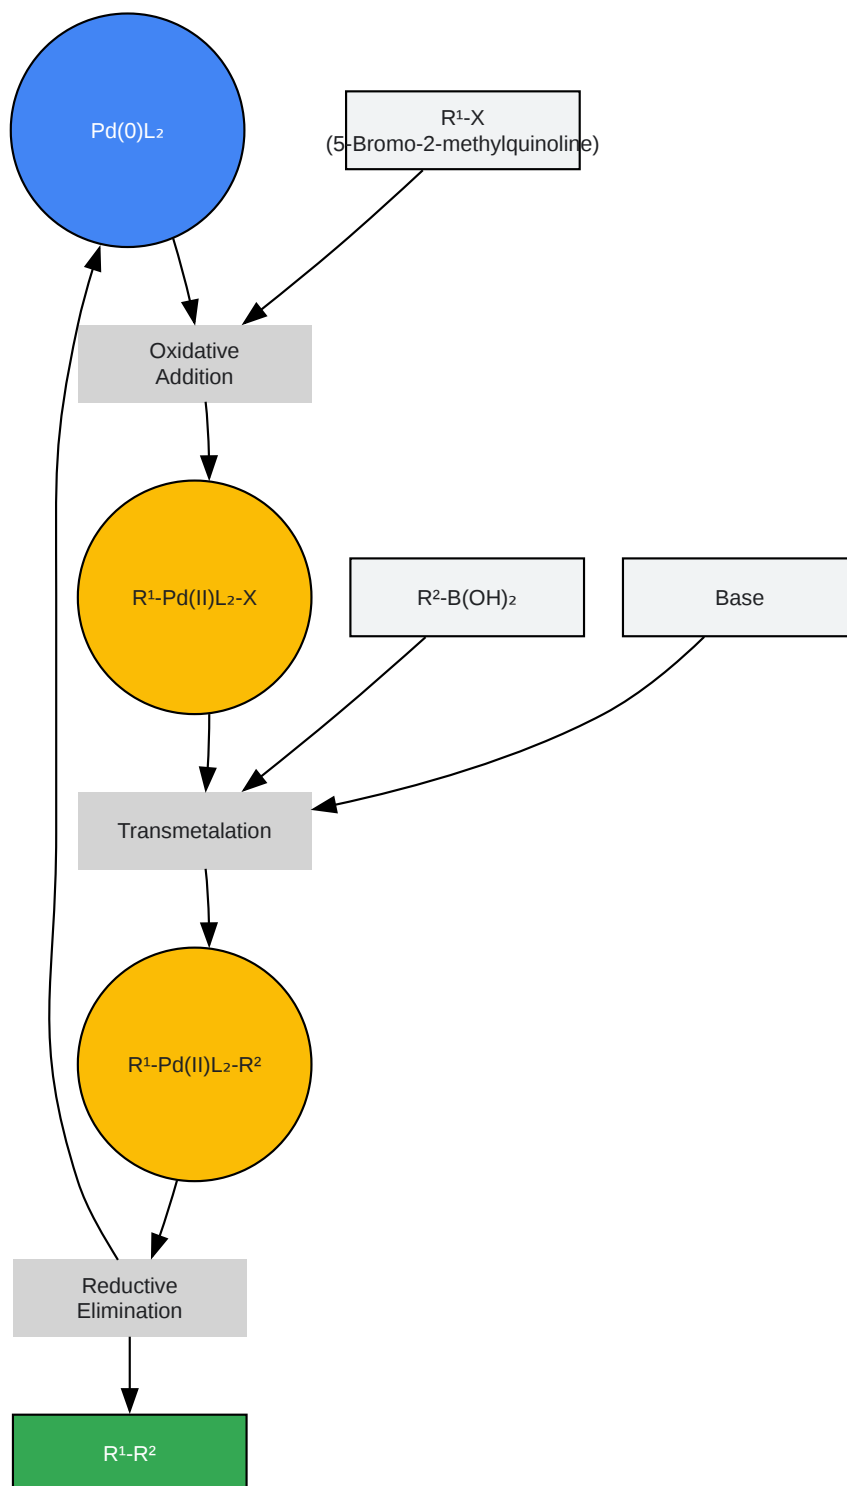 Pd(0)L₂
R¹-X
(5-Bromo-2-methylquinoline)
Oxidative
Addition
R¹-Pd(II)L₂-X
R²-B(OH)₂
Base
Transmetalation
R¹-Pd(II)L₂-R²
Reductive
Elimination
R¹-R²